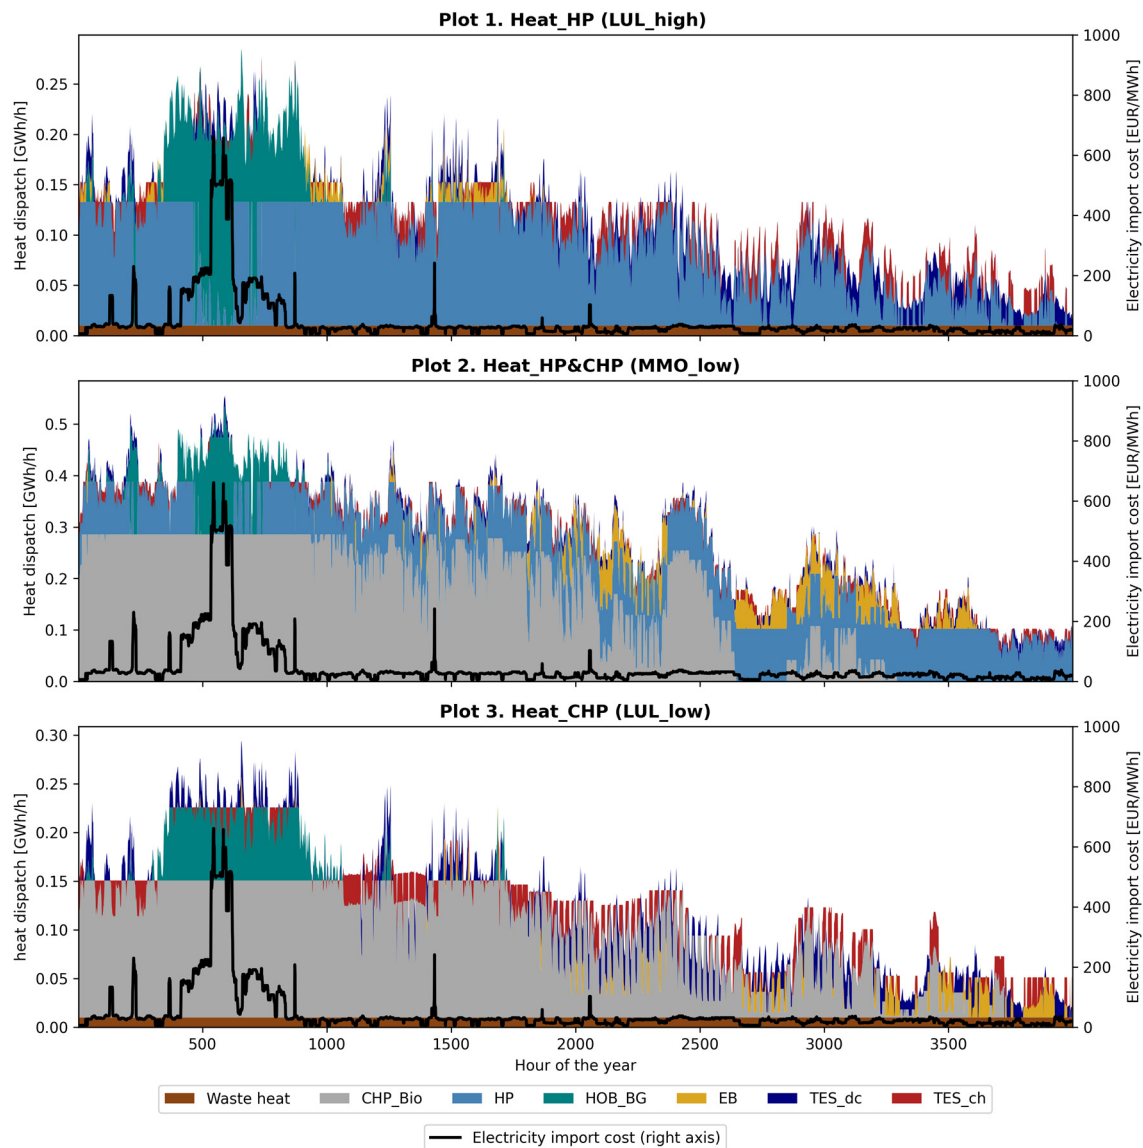 Plot 1. Heat_HP (LUL_high)
Heat dispatch [GWh/h]
0.25
0.20
0.15
0.10
0.05
0.00
1000
800
600
400
200
0
Electricity import cost [EUR/MWh]
Plot 2. Heat_HP&CHP (MMO_low)
Heat dispatch [GWh/h]
0.5
0.4
0.3
0.2
0.1
0.0
1000
800
600
400
200
0
Electricity import cost [EUR/MWh]
Plot 3. Heat_CHP (LUL_low)
heat dispatch [GWh/h]
0.30
0.25
0.20
0.15
0.10
0.05
0.00
1000
800
600
400
200
0
Electricity import cost [EUR/MWh]
500 1000 1500 2000 2500 3000 3500
Hour of the year
Waste heat CHP_Bio HP HOB_BG EB TES_dc TES_ch
Electricity import cost (right axis)